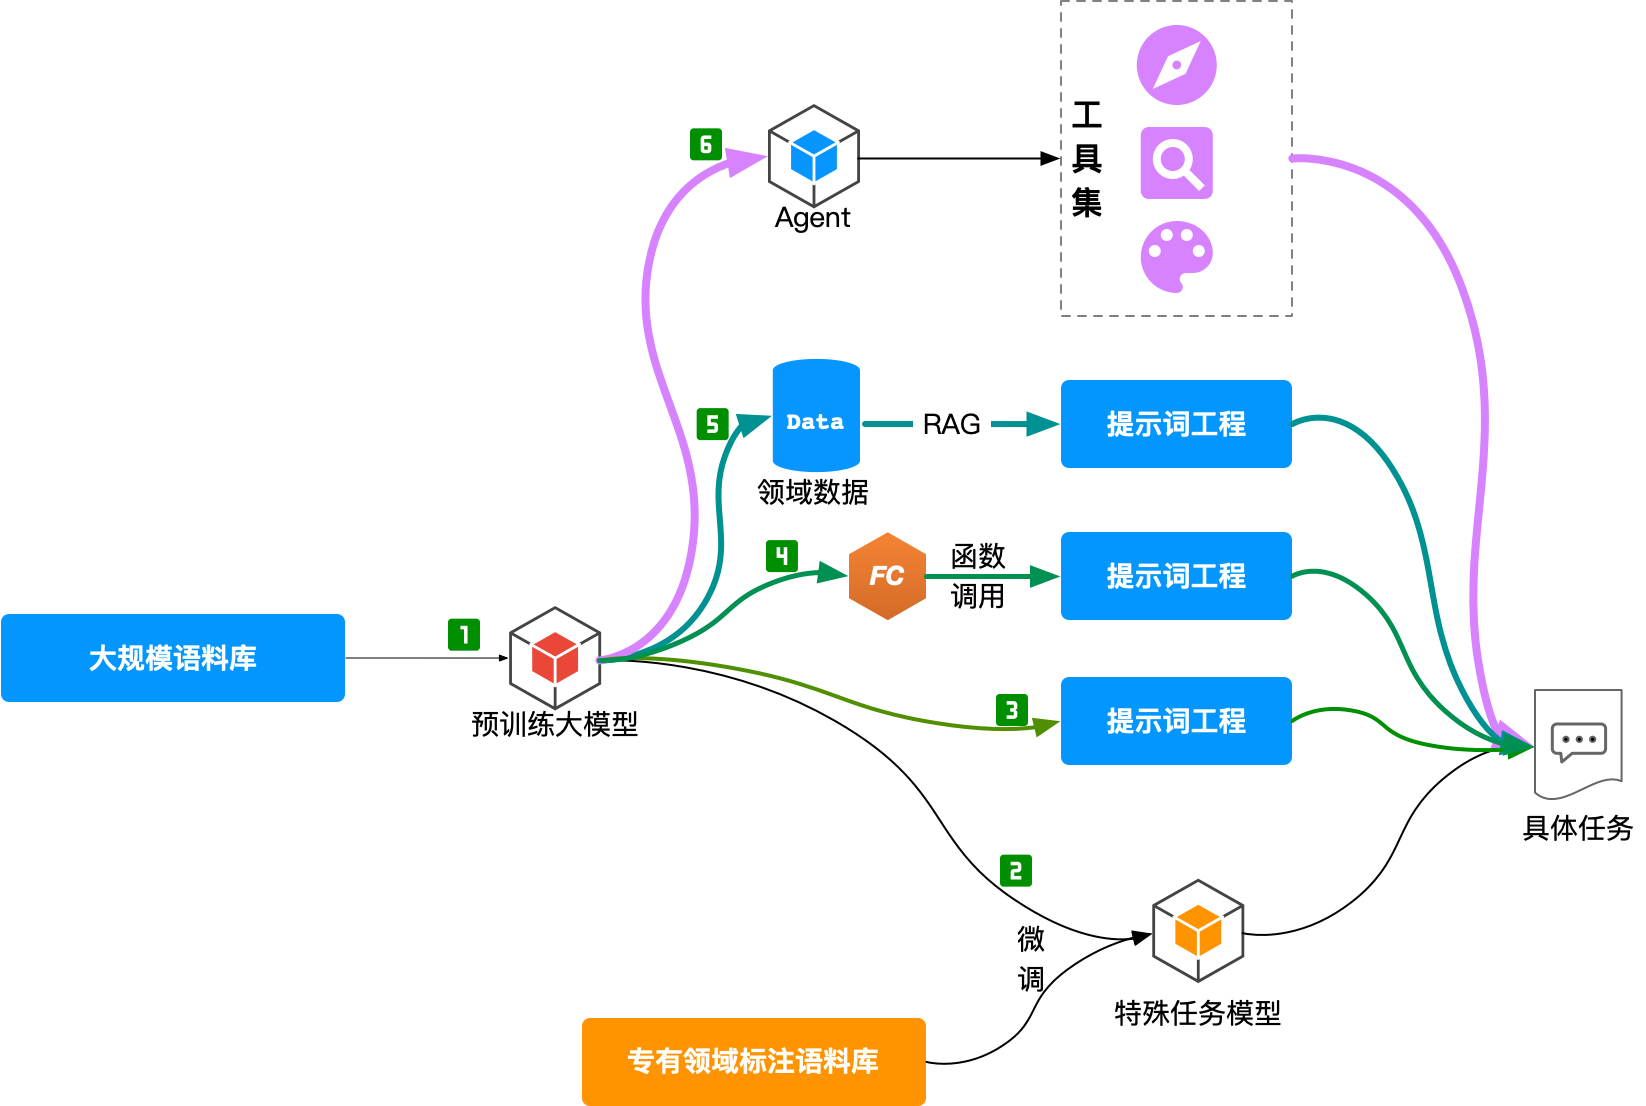 6
Agent
工
具
集
5
Data
领域数据
RAG
提示词工程
4
FC
函数
调用
提示词工程
大规模语料库
1
预训练大模型
3
提示词工程
具体任务
2
微
调
特殊任务模型
专有领域标注语料库